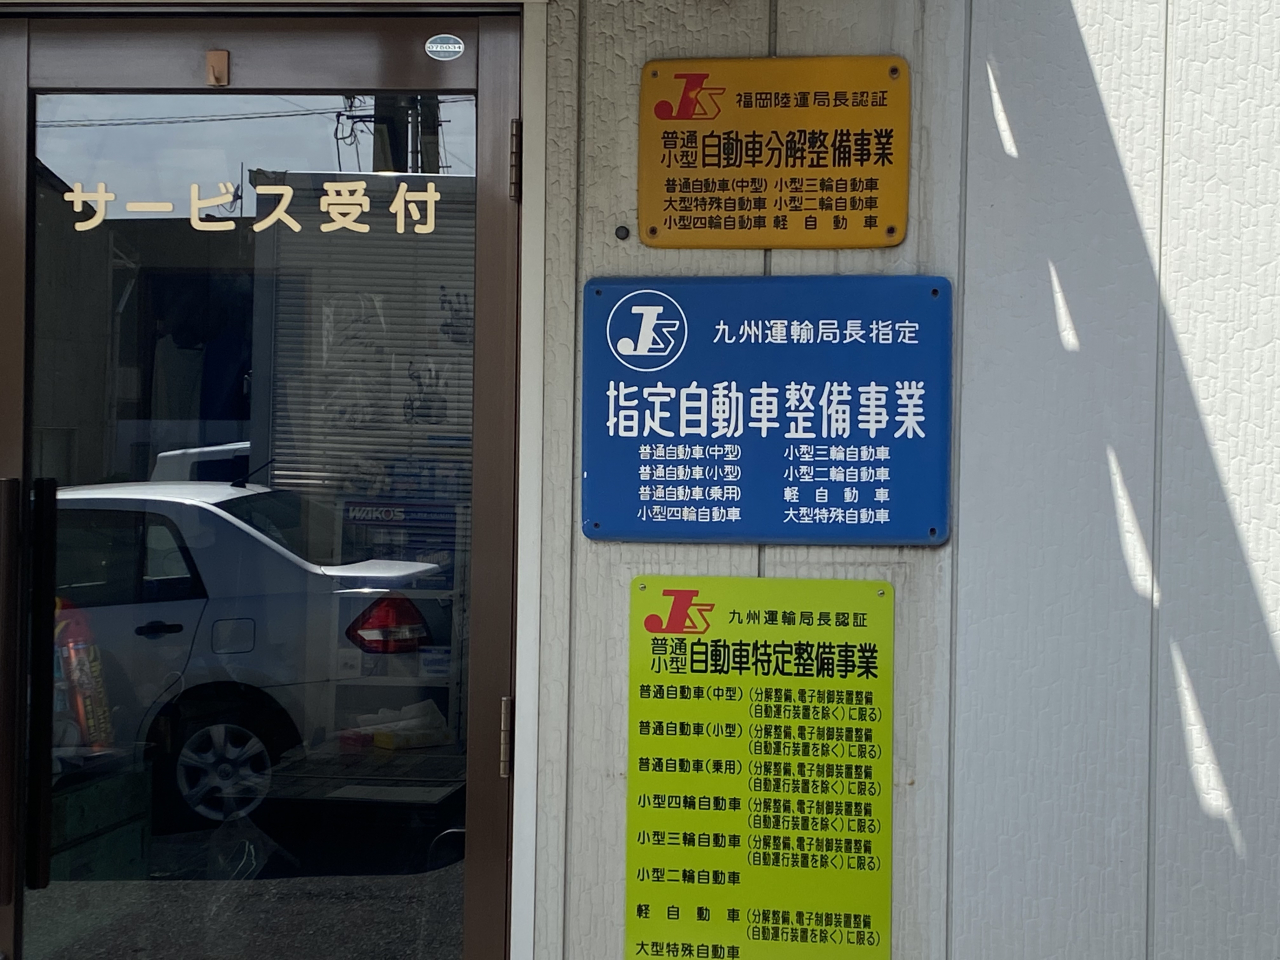 075034
サービス受付
WAKO'S
JS 福岡陸運局長認証
普通
小型 自動車分解整備事業
普通自動車(中型) 小型三輪自動車
大型特殊自動車 小型二輪自動車
小型四輪自動車 軽自動車
JS 九州運輸局長指定
指定自動車整備事業
普通自動車(中型) 小型三輪自動車
普通自動車(小型) 小型二輪自動車
普通自動車(乗用) 軽自動車
小型四輪自動車 大型特殊自動車
JS 九州運輸局長認証
普通
小型 自動車特定整備事業
普通自動車(中型) (分解整備、電子制御装置整備
(自動運行装置を除く)に限る)
普通自動車(小型) (分解整備、電子制御装置整備
(自動運行装置を除く)に限る)
普通自動車(乗用) (分解整備、電子制御装置整備
(自動運行装置を除く)に限る)
小型四輪自動車 (分解整備、電子制御装置整備
(自動運行装置を除く)に限る)
小型三輪自動車 (分解整備、電子制御装置整備
(自動運行装置を除く)に限る)
小型二輪自動車
軽自動車 (分解整備、電子制御装置整備
(自動運行装置を除く)に限る)
大型特殊自動車